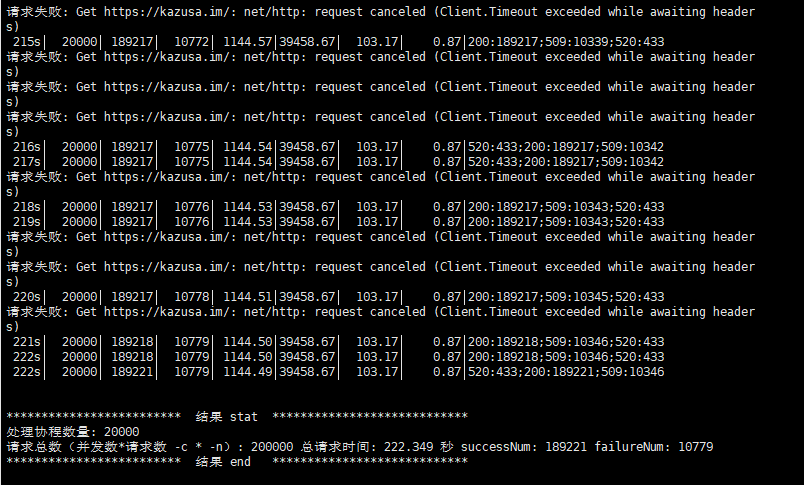 请求失败: Get https://kazusa.im/: net/http: request canceled (Client.Timeout exceeded while awaiting header
s)
215s| 20000| 189217| 10772| 1144.57|39458.67| 103.17| 0.87|200:189217;509:10339;520:433
请求失败: Get https://kazusa.im/: net/http: request canceled (Client.Timeout exceeded while awaiting header
s)
请求失败: Get https://kazusa.im/: net/http: request canceled (Client.Timeout exceeded while awaiting header
s)
请求失败: Get https://kazusa.im/: net/http: request canceled (Client.Timeout exceeded while awaiting header
s)
216s| 20000| 189217| 10775| 1144.54|39458.67| 103.17| 0.87|520:433;200:189217;509:10342
217s| 20000| 189217| 10775| 1144.54|39458.67| 103.17| 0.87|520:433;200:189217;509:10342
请求失败: Get https://kazusa.im/: net/http: request canceled (Client.Timeout exceeded while awaiting header
s)
218s| 20000| 189217| 10776| 1144.53|39458.67| 103.17| 0.87|200:189217;509:10343;520:433
219s| 20000| 189217| 10776| 1144.53|39458.67| 103.17| 0.87|200:189217;509:10343;520:433
请求失败: Get https://kazusa.im/: net/http: request canceled (Client.Timeout exceeded while awaiting header
s)
请求失败: Get https://kazusa.im/: net/http: request canceled (Client.Timeout exceeded while awaiting header
s)
220s| 20000| 189217| 10778| 1144.51|39458.67| 103.17| 0.87|200:189217;509:10345;520:433
请求失败: Get https://kazusa.im/: net/http: request canceled (Client.Timeout exceeded while awaiting header
s)
221s| 20000| 189218| 10779| 1144.50|39458.67| 103.17| 0.87|200:189218;509:10346;520:433
222s| 20000| 189218| 10779| 1144.50|39458.67| 103.17| 0.87|200:189218;509:10346;520:433
222s| 20000| 189221| 10779| 1144.49|39458.67| 103.17| 0.87|520:433;200:189221;509:10346
************************* 结果 stat ****************************
处理协程数量: 20000
请求总数（并发数*请求数 -c * -n）: 200000 总请求时间: 222.349 秒 successNum: 189221 failureNum: 10779
************************* 结果 end ****************************